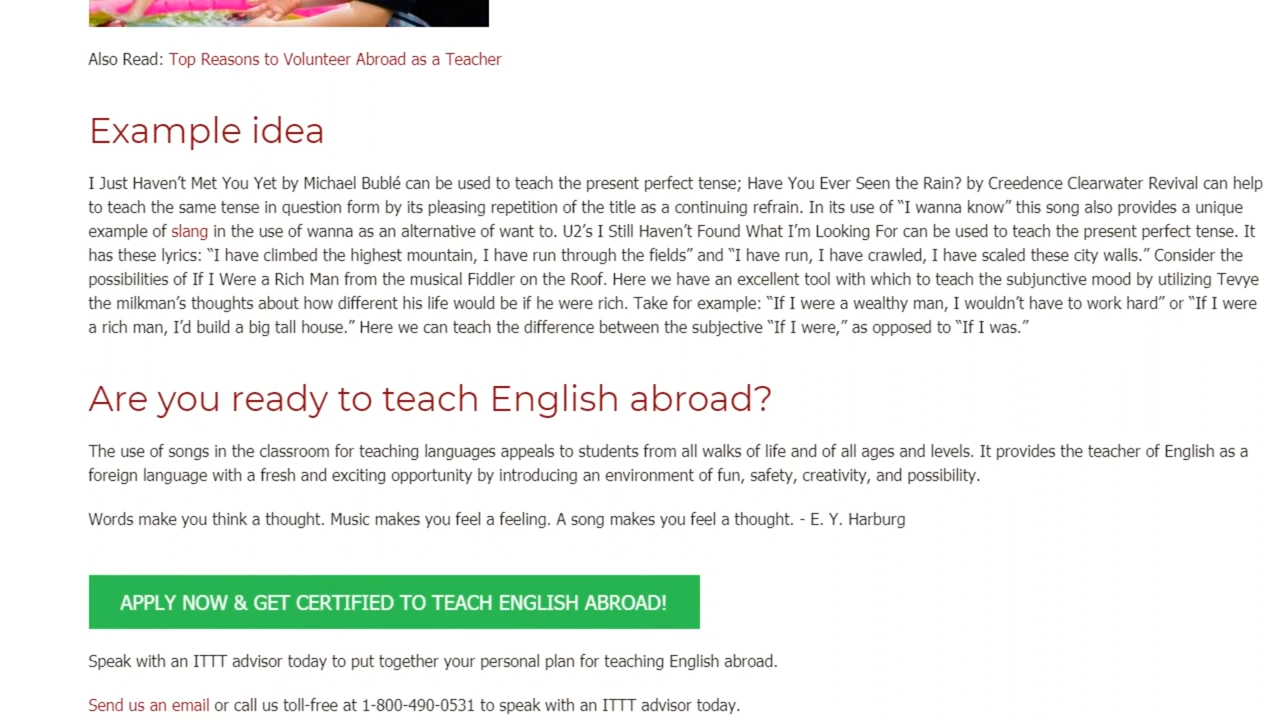 Also Read: Top Reasons to Volunteer Abroad as a Teacher
Example idea
I Just Haven’t Met You Yet by Michael Bublé can be used to teach the present perfect tense; Have You Ever Seen the Rain? by Creedence Clearwater Revival can help
to teach the same tense in question form by its pleasing repetition of the title as a continuing refrain. In its use of “I wanna know” this song also provides a unique
example of slang in the use of wanna as an alternative of want to. U2’s I Still Haven’t Found What I’m Looking For can be used to teach the present perfect tense. It
has these lyrics: “I have climbed the highest mountain, I have run through the fields” and “I have run, I have crawled, I have scaled these city walls.” Consider the
possibilities of If I Were a Rich Man from the musical Fiddler on the Roof. Here we have an excellent tool with which to teach the subjunctive mood by utilizing Tevye
the milkman’s thoughts about how different his life would be if he were rich. Take for example: “If I were a wealthy man, I wouldn’t have to work hard” or “If I were
a rich man, I’d build a big tall house.” Here we can teach the difference between the subjective “If I were,” as opposed to “If I was.”
Are you ready to teach English abroad?
The use of songs in the classroom for teaching languages appeals to students from all walks of life and of all ages and levels. It provides the teacher of English as a
foreign language with a fresh and exciting opportunity by introducing an environment of fun, safety, creativity, and possibility.
Words make you think a thought. Music makes you feel a feeling. A song makes you feel a thought. - E. Y. Harburg
APPLY NOW & GET CERTIFIED TO TEACH ENGLISH ABROAD!
Speak with an ITTT advisor today to put together your personal plan for teaching English abroad.
Send us an email or call us toll-free at 1-800-490-0531 to speak with an ITTT advisor today.